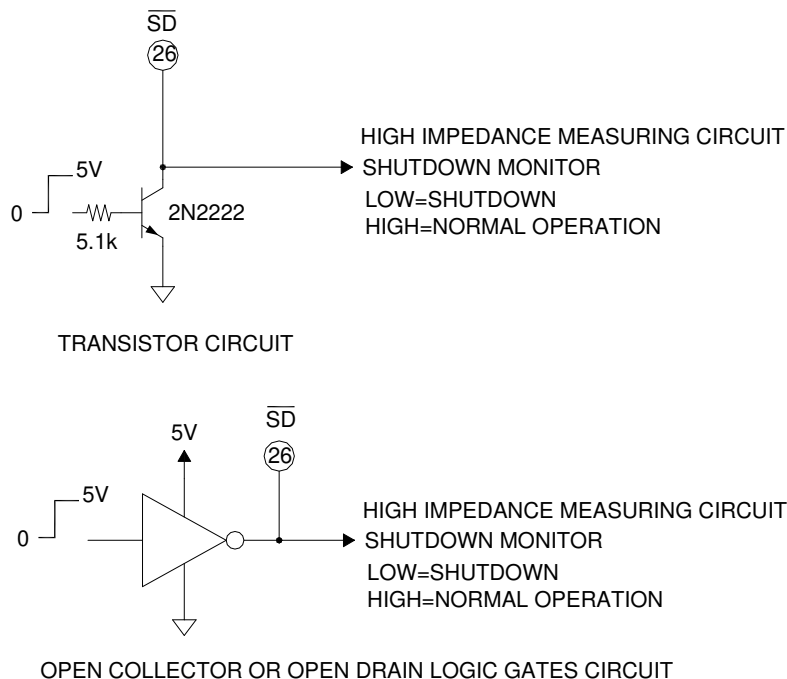 SD
26
HIGH IMPEDANCE MEASURING CIRCUIT
5V
SHUTDOWN MONITOR
LOW=SHUTDOWN
0
2N2222
HIGH=NORMAL OPERATION
5.1k
TRANSISTOR CIRCUIT
SD
5V
26
5V
HIGH IMPEDANCE MEASURING CIRCUIT
0
SHUTDOWN MONITOR
LOW=SHUTDOWN
HIGH=NORMAL OPERATION
OPEN COLLECTOR OR OPEN DRAIN LOGIC GATES CIRCUIT